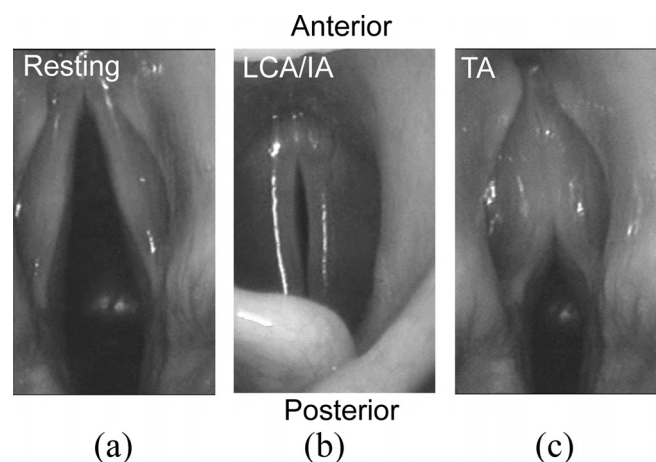 Anterior
Resting
LCA/IA
TA
Posterior
(a)
(b)
(c)